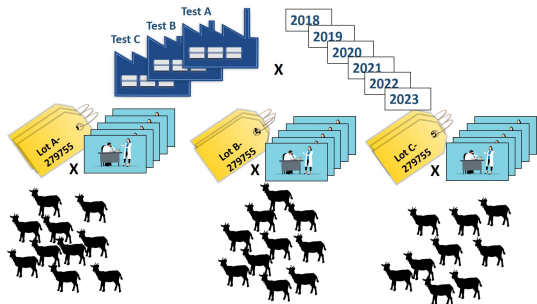 Test A
Test B
Test C
X
2018
2019
2020
2021
2022
2023
Lot A-
279755
X
Lot B-
279755
X
Lot C-
279755
X